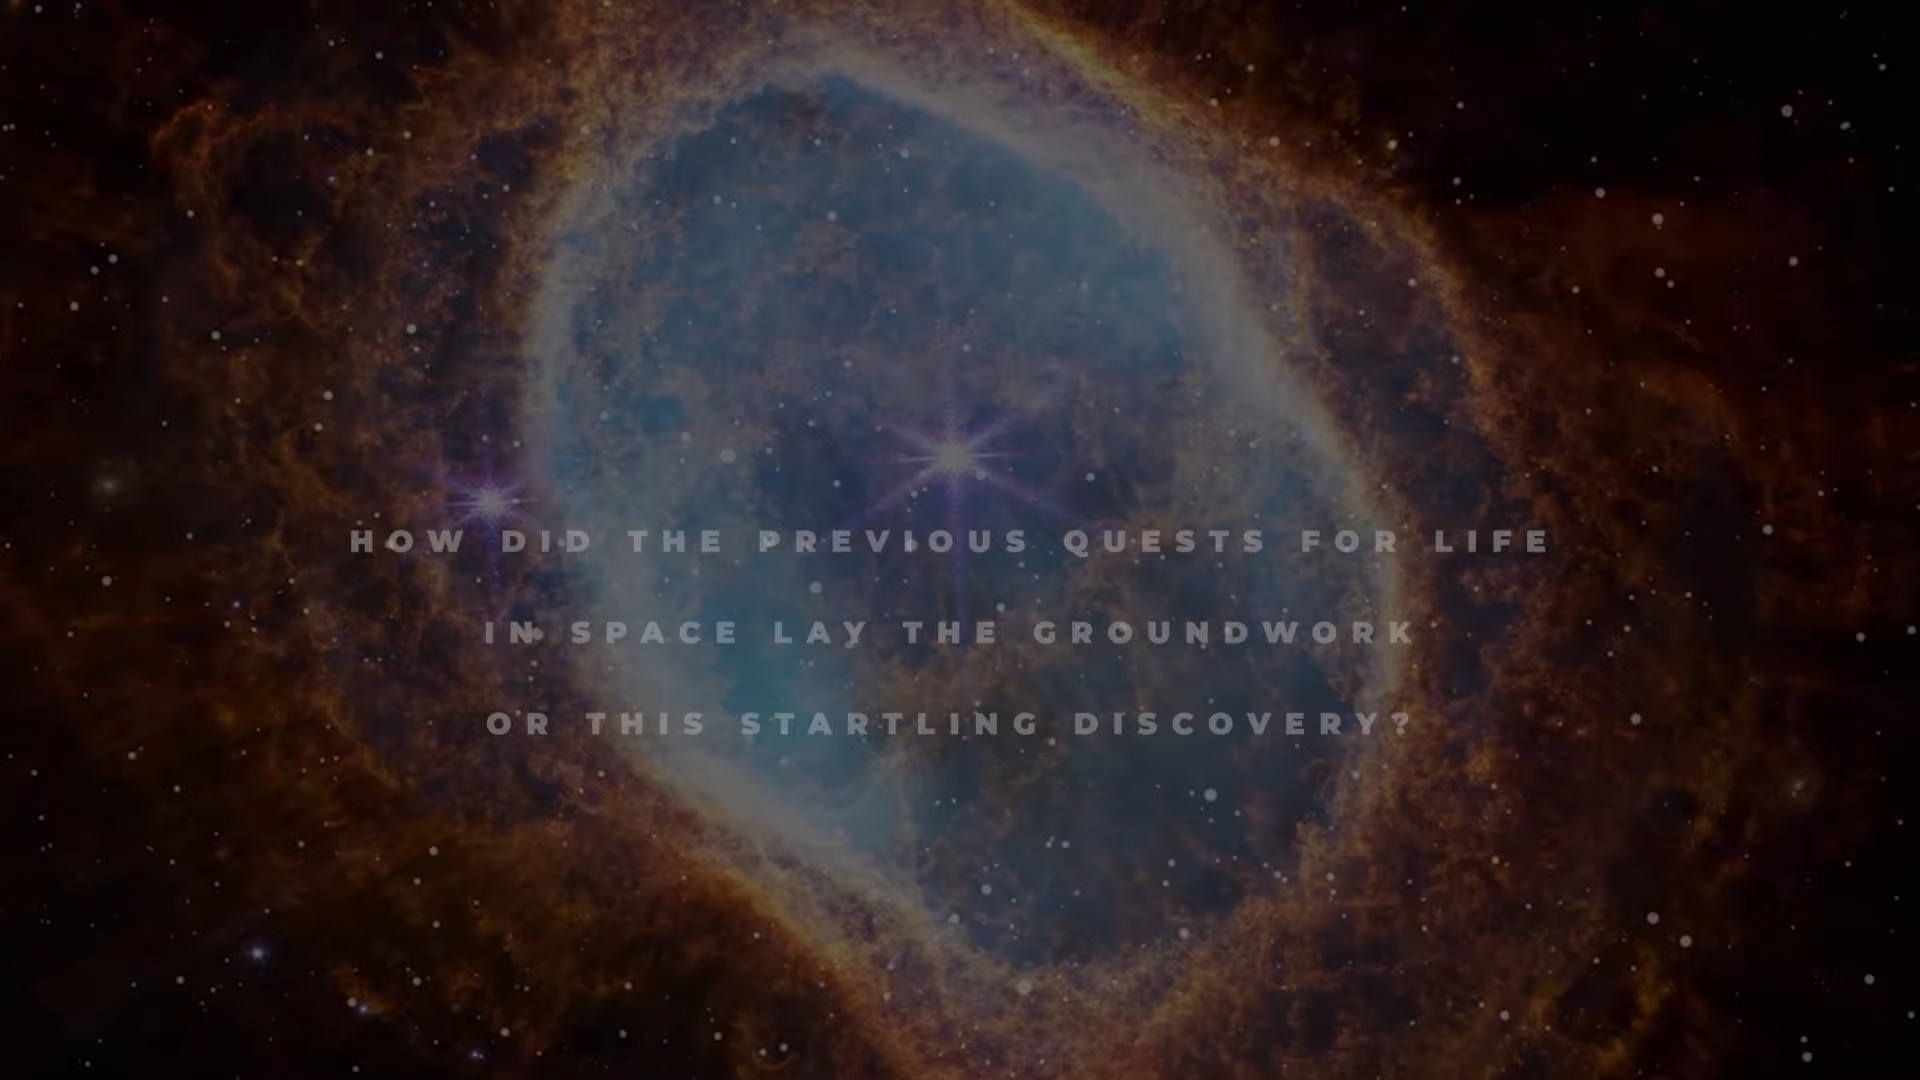 HOW DID THE PREVIOUS QUESTS FOR LIFE
IN SPACE LAY THE GROUNDWORK
OR THIS STARTLING DISCOVERY?